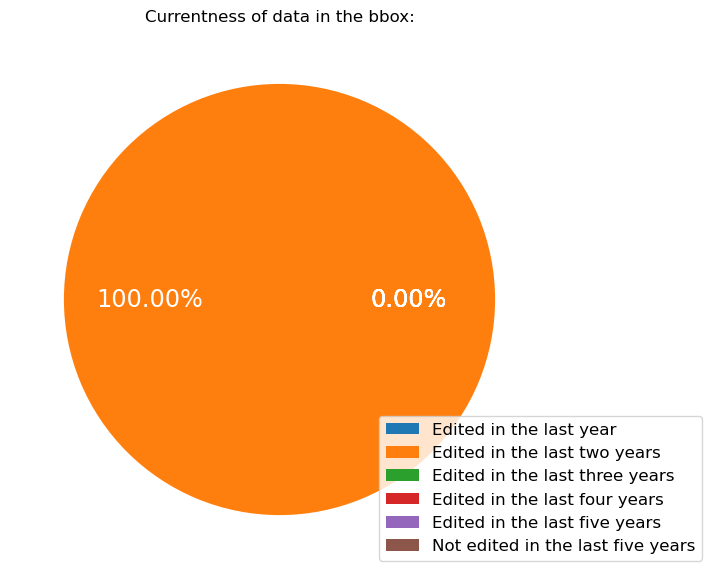 Currentness of data in the bbox:
100.00%
0.00%
Edited in the last year
Edited in the last two years
Edited in the last three years
Edited in the last four years
Edited in the last five years
Not edited in the last five years